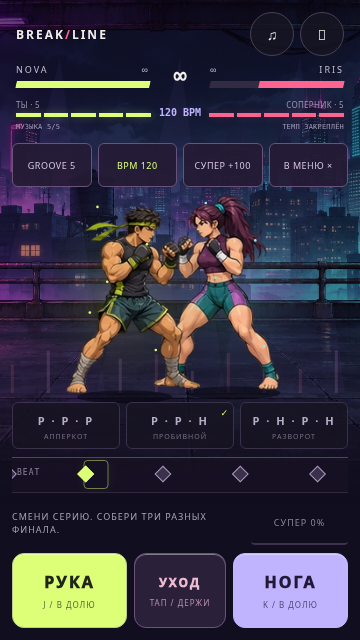 BREAK/LINE
NOVA ∞ ∞ ∞ IRIS
ТЫ · 5 120 BPM СОПЕРНИК · 5
МУЗЫКА 5/5 ТЕМП ЗАКРЕПЛЁН
GROOVE 5 BPM 120 СУПЕР +100 В МЕНЮ ×
Р · Р · Р Р · Р · Н ✓ Р · Н · Р · Н
АППЕРКОТ ПРОБИВНОЙ РАЗВОРОТ
BEAT
СМЕНИ СЕРИЮ. СОБЕРИ ТРИ РАЗНЫХ
ФИНАЛА.
СУПЕР 0%
РУКА УХОД НОГА
J / В ДОЛЮ ТАП / ДЕРЖИ K / В ДОЛЮ